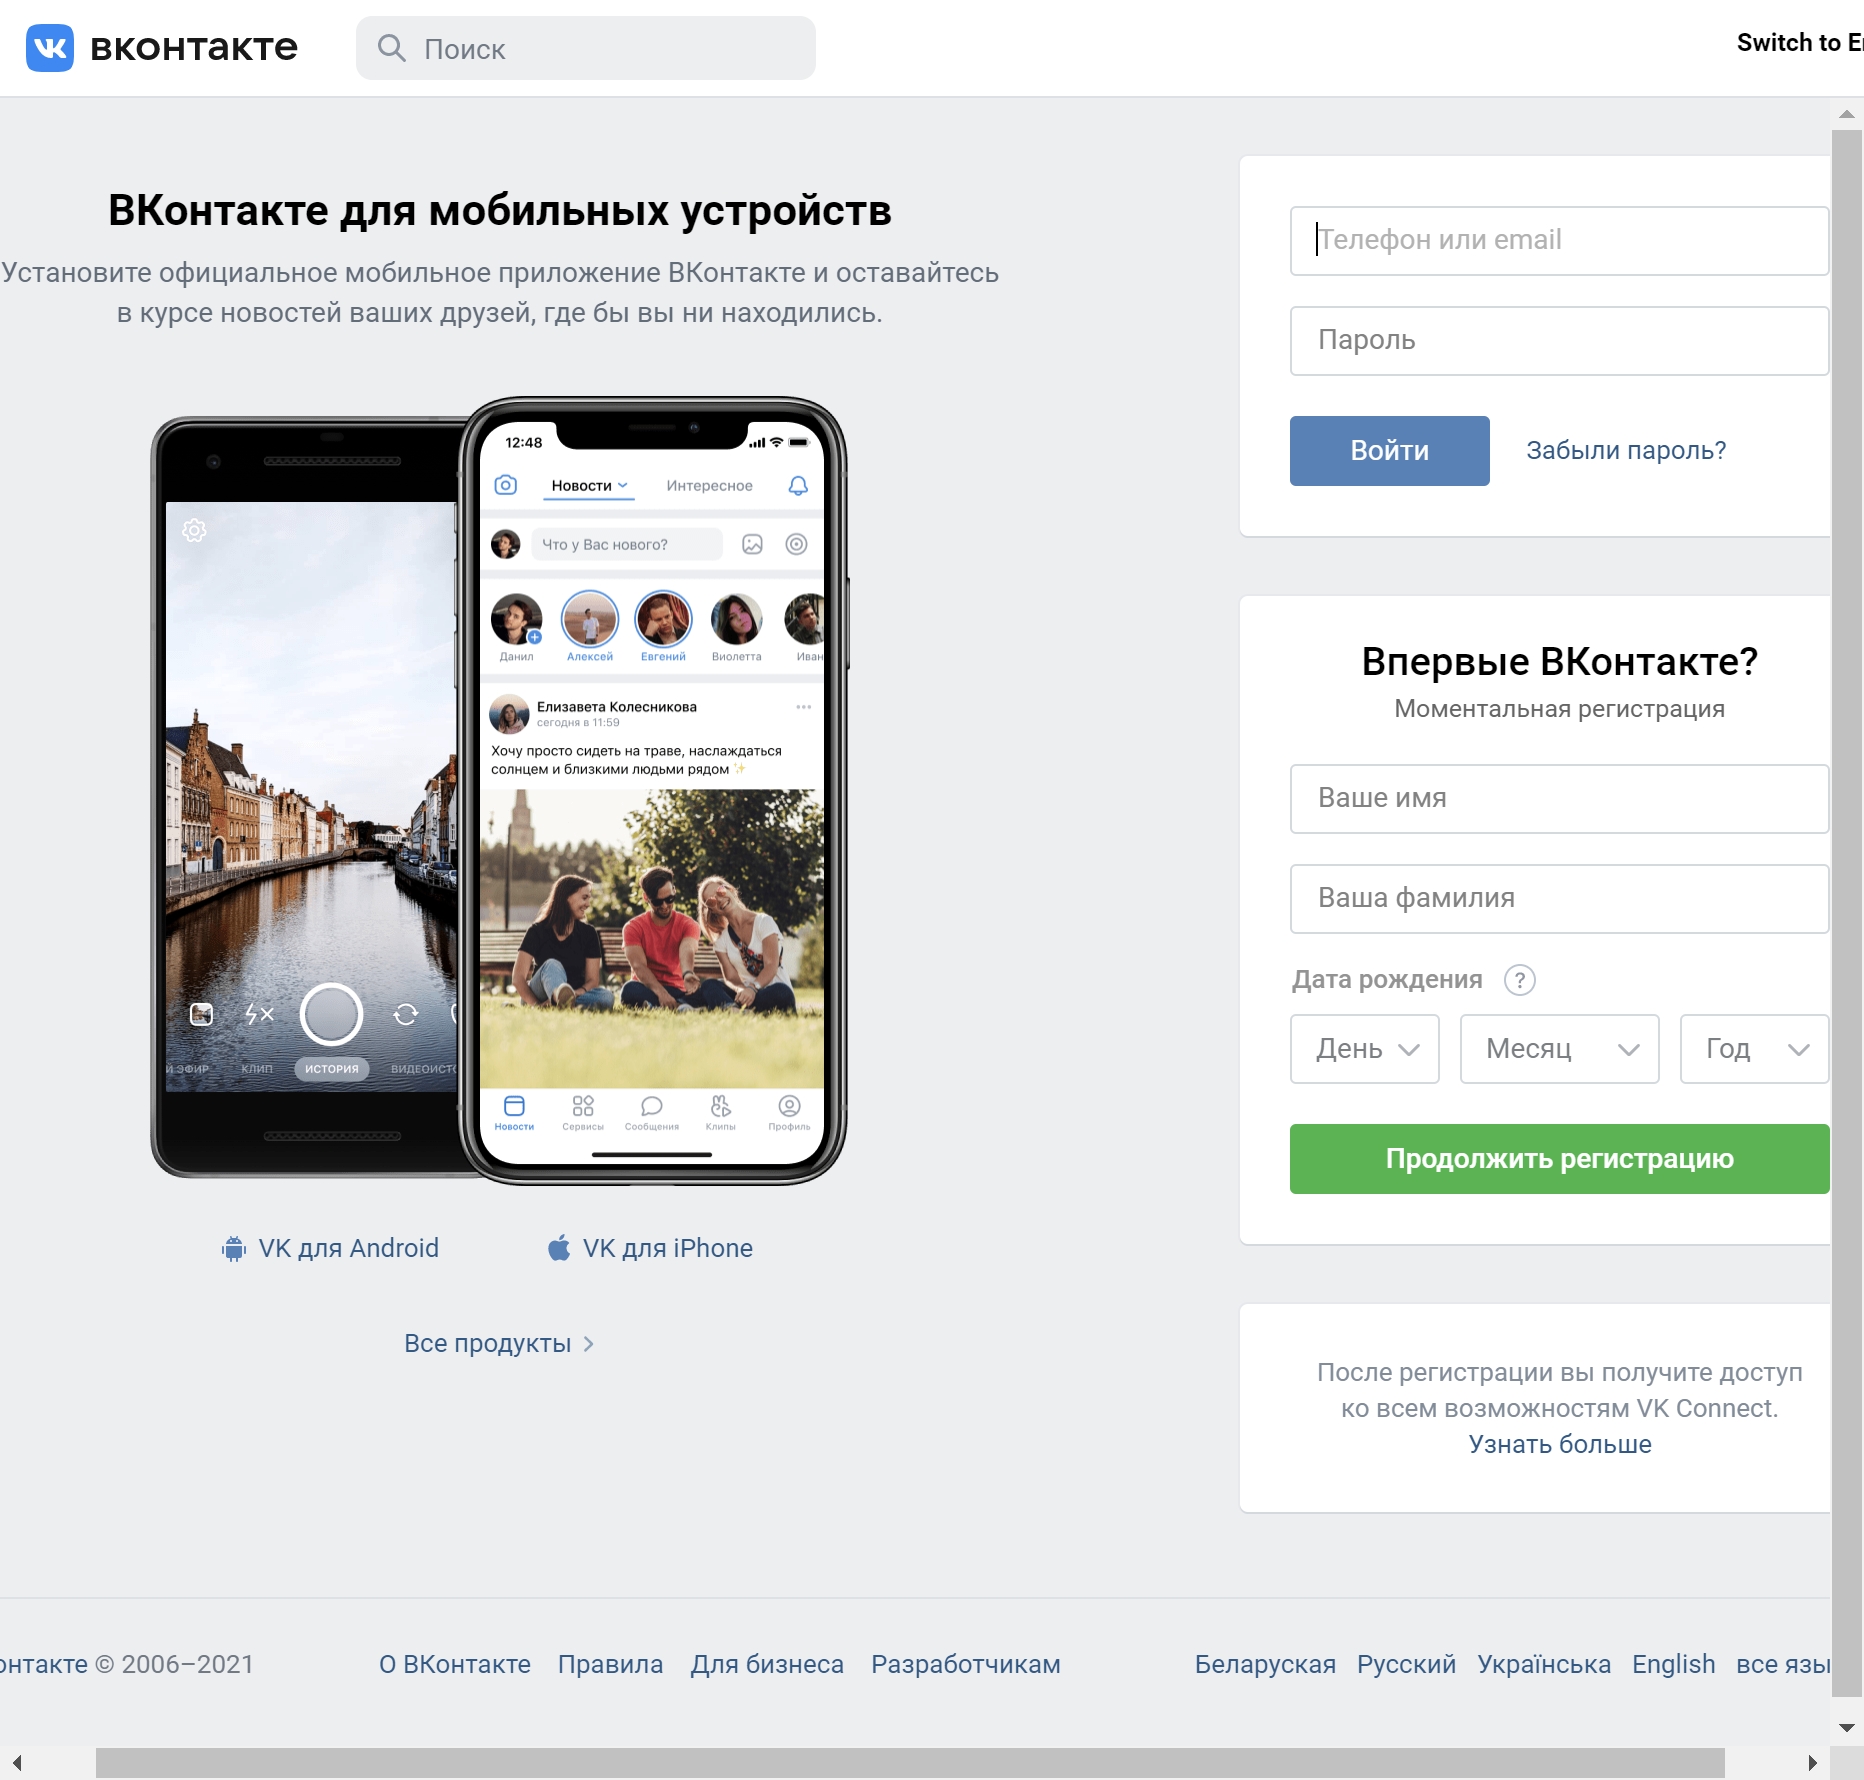 вконтакте
Поиск
Switch to
ВКонтакте для мобильных устройств
Установите официальное мобильное приложение ВКонтакте и оставайтесь
в курсе новостей ваших друзей, где бы вы ни находились.
12:48
Новости
Интересное
Что у Вас нового?
Данил
Алексей
Евгений
Виолетта
Иван
Елизавета Колесникова
сегодня в 11:59
Хочу просто сидеть на траве, наслаждаться
солнцем и близкими людьми рядом ✨
ЭФИР
КЛИП
ИСТОРИЯ
Новости
Сервисы
Сообщения
Клипы
Профиль
VK для Android
VK для iPhone
Все продукты
Телефон или email
Пароль
Войти
Забыли пароль?
Впервые ВКонтакте?
Моментальная регистрация
Ваше имя
Ваша фамилия
Дата рождения ?
День
Месяц
Год
Продолжить регистрацию
После регистрации вы получите доступ
ко всем возможностям VK Connect.
Узнать больше
онтакте © 2006–2021
О ВКонтакте Правила Для бизнеса Разработчикам
Беларуская Русский Українська English все язы